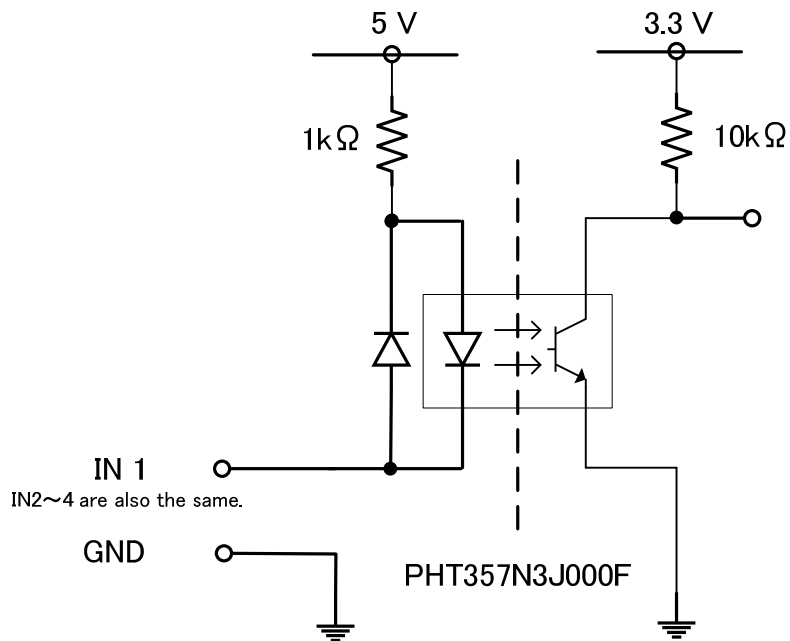 5 V
3.3 V
1kΩ
10kΩ
IN 1
IN2～4 are also the same.
GND
PHT357N3J000F